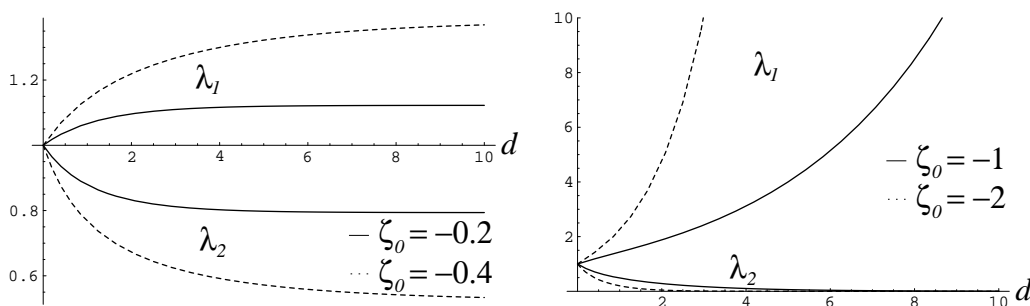 1.2
0.8
0.6
2 4 6 8 10 d
λ1
λ2
— ζ0 = −0.2
··· ζ0 = −0.4
10
8
6
4
2
2 4 6 8 10 d
λ1
λ2
— ζ0 = −1
··· ζ0 = −2